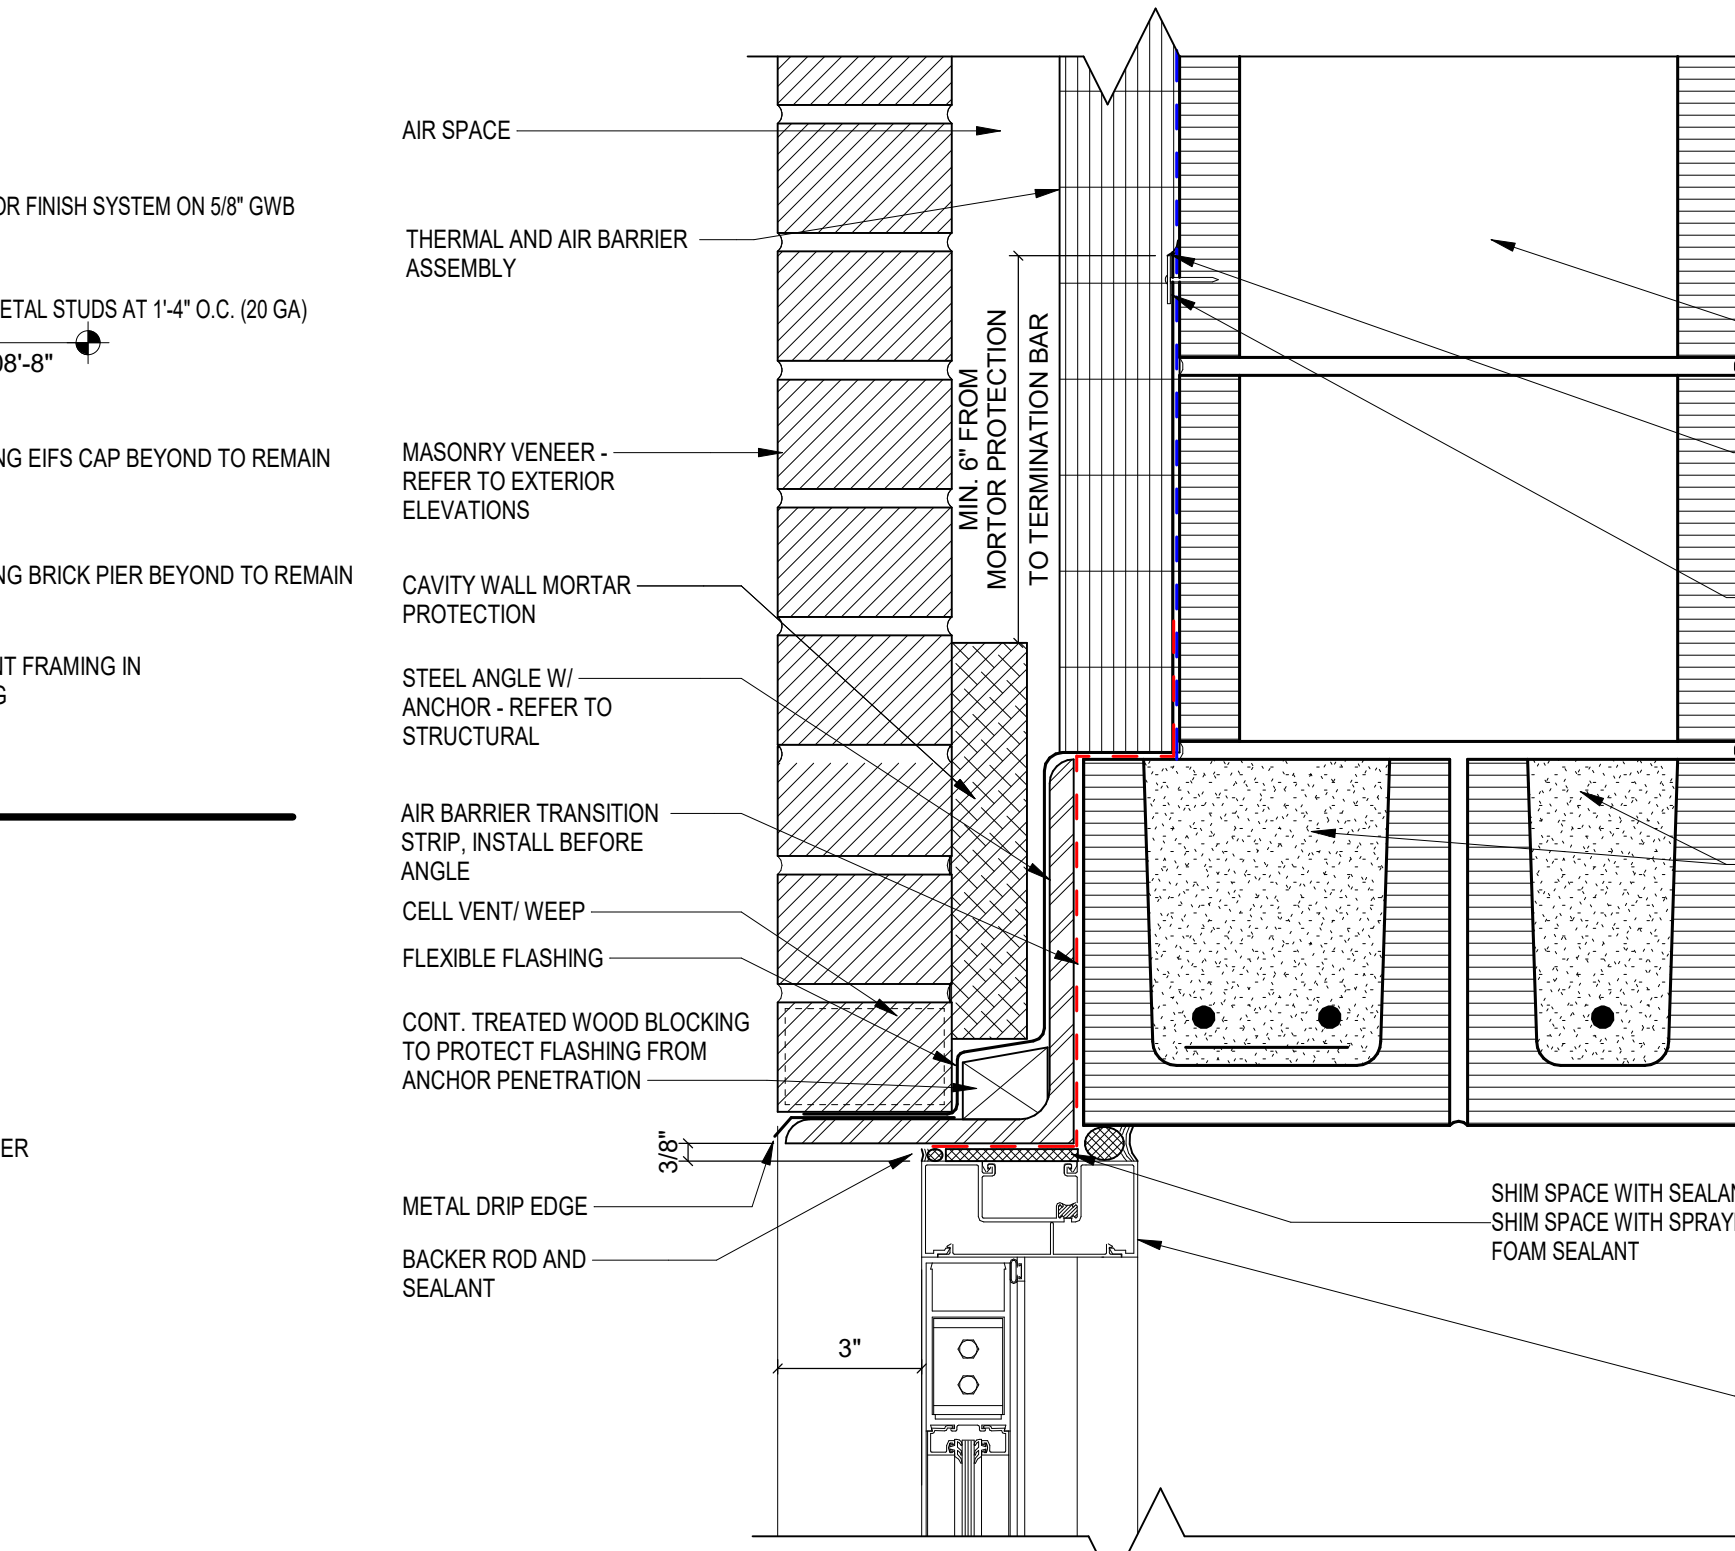 OR FINISH SYSTEM ON 5/8" GWB
ETAL STUDS AT 1'-4" O.C. (20 GA)
08'-8"
NG EIFS CAP BEYOND TO REMAIN
NG BRICK PIER BEYOND TO REMAIN
NT FRAMING IN
G
ER
AIR SPACE
THERMAL AND AIR BARRIER
ASSEMBLY
MASONRY VENEER -
REFER TO EXTERIOR
ELEVATIONS
CAVITY WALL MORTAR
PROTECTION
STEEL ANGLE W/
ANCHOR - REFER TO
STRUCTURAL
AIR BARRIER TRANSITION
STRIP, INSTALL BEFORE
ANGLE
CELL VENT/ WEEP
FLEXIBLE FLASHING
CONT. TREATED WOOD BLOCKING
TO PROTECT FLASHING FROM
ANCHOR PENETRATION
METAL DRIP EDGE
BACKER ROD AND
SEALANT
MIN. 6" FROM
MORTOR PROTECTION
TO TERMINATION BAR
3/8"
3"
SHIM SPACE WITH SEALAN
SHIM SPACE WITH SPRAY
FOAM SEALANT